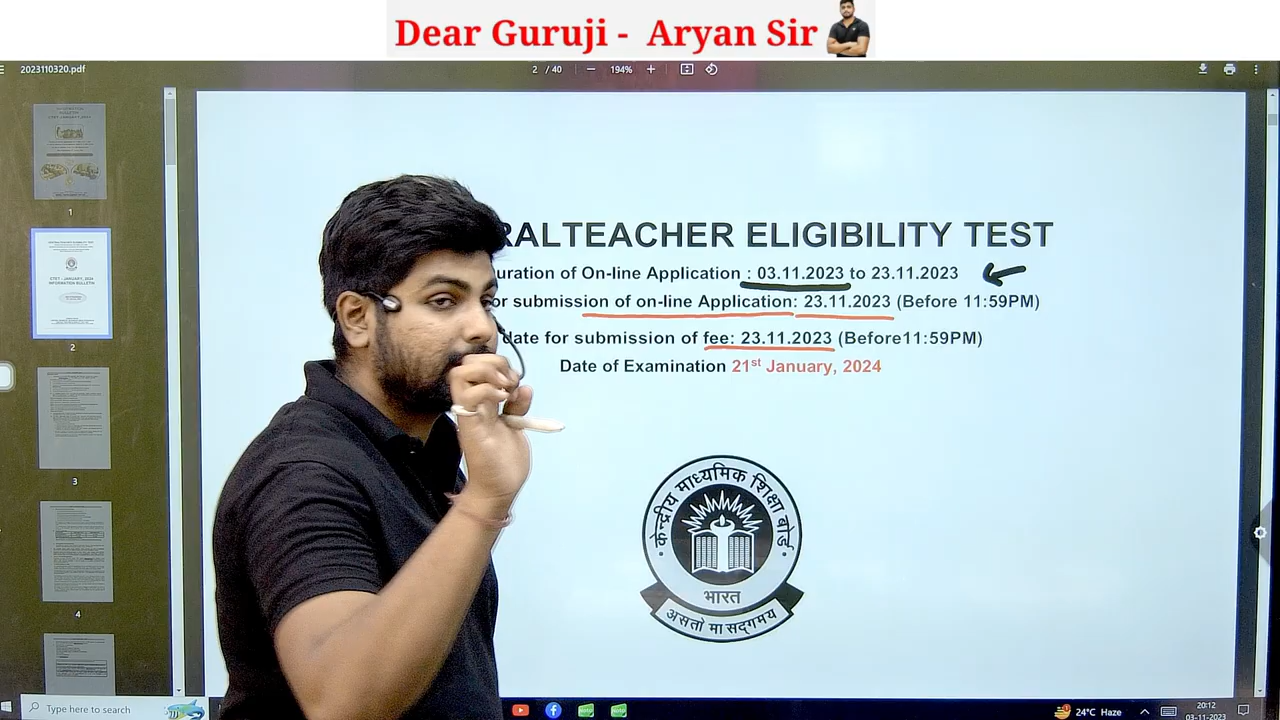 Dear Guruji - Aryan Sir
2023110320.pdf
2 / 40
194%
RALTEACHER ELIGIBILITY TEST
uration of On-line Application : 03.11.2023 to 23.11.2023
or submission of on-line Application: 23.11.2023 (Before 11:59PM)
date for submission of fee: 23.11.2023 (Before11:59PM)
Date of Examination 21st January, 2024
केन्द्रीय माध्यमिक शिक्षा बोर्ड
भारत
असतो मा सद्गमय
1
2
3
4
Type here to search
24°C Haze
20:12
03-11-2023